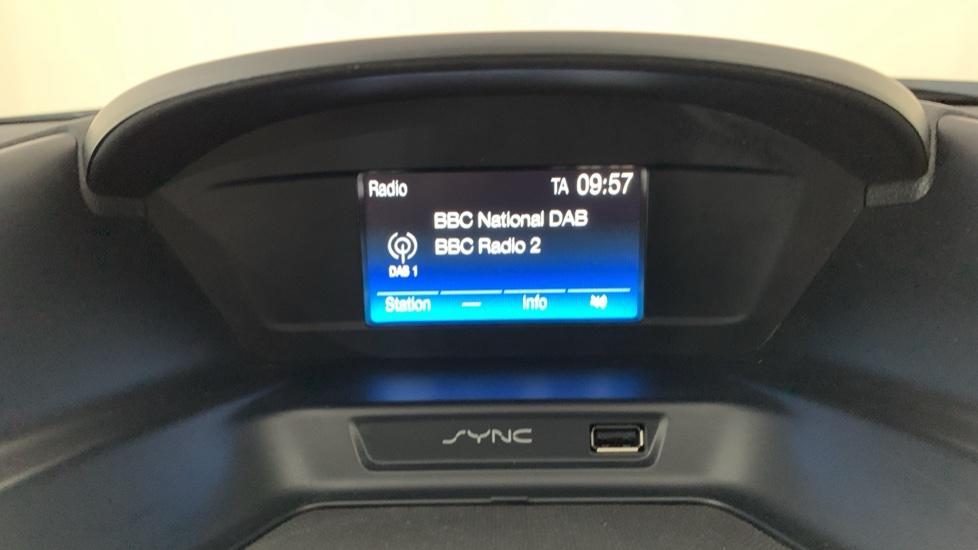 Radio TA 09:57
BBC National DAB
BBC Radio 2
DAB 1
Station — Info
SYNC